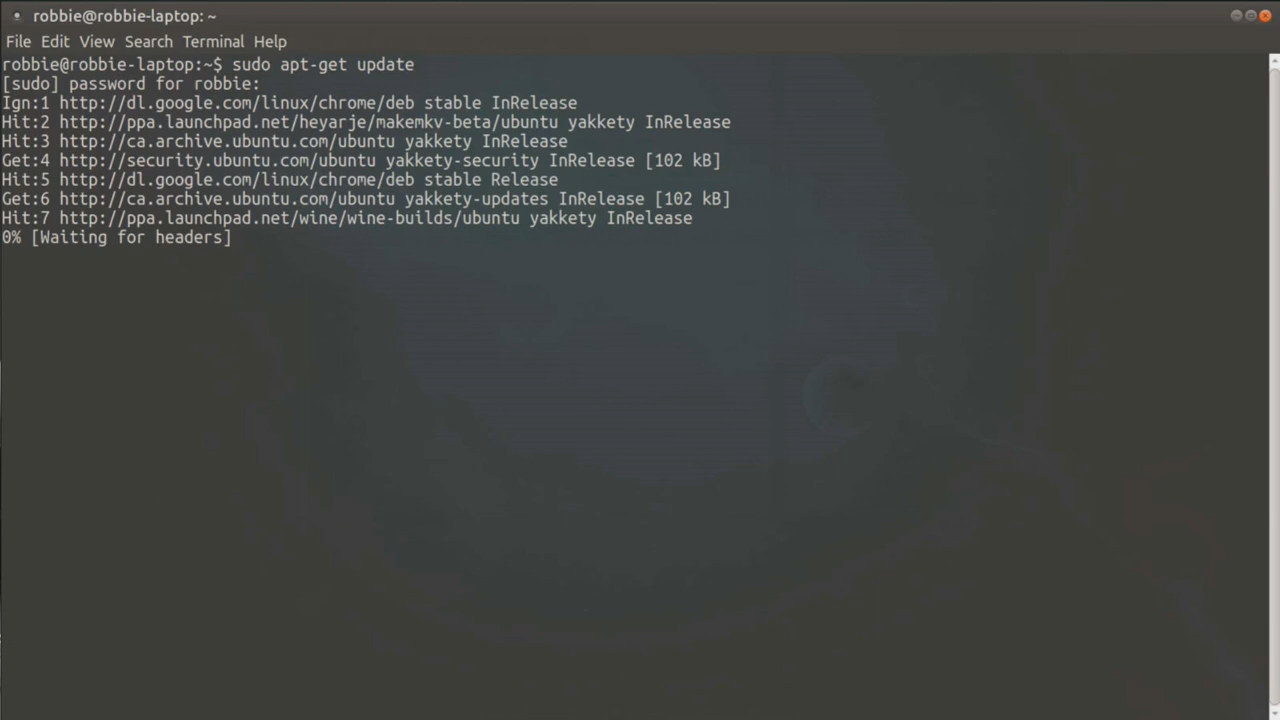 robbie@robbie-laptop: ~
File Edit View Search Terminal Help
robbie@robbie-laptop:~$ sudo apt-get update
[sudo] password for robbie:
Ign:1 http://dl.google.com/linux/chrome/deb stable InRelease
Hit:2 http://ppa.launchpad.net/heyarje/makemkv-beta/ubuntu yakkety InRelease
Hit:3 http://ca.archive.ubuntu.com/ubuntu yakkety InRelease
Get:4 http://security.ubuntu.com/ubuntu yakkety-security InRelease [102 kB]
Hit:5 http://dl.google.com/linux/chrome/deb stable Release
Get:6 http://ca.archive.ubuntu.com/ubuntu yakkety-updates InRelease [102 kB]
Hit:7 http://ppa.launchpad.net/wine/wine-builds/ubuntu yakkety InRelease
0% [Waiting for headers]